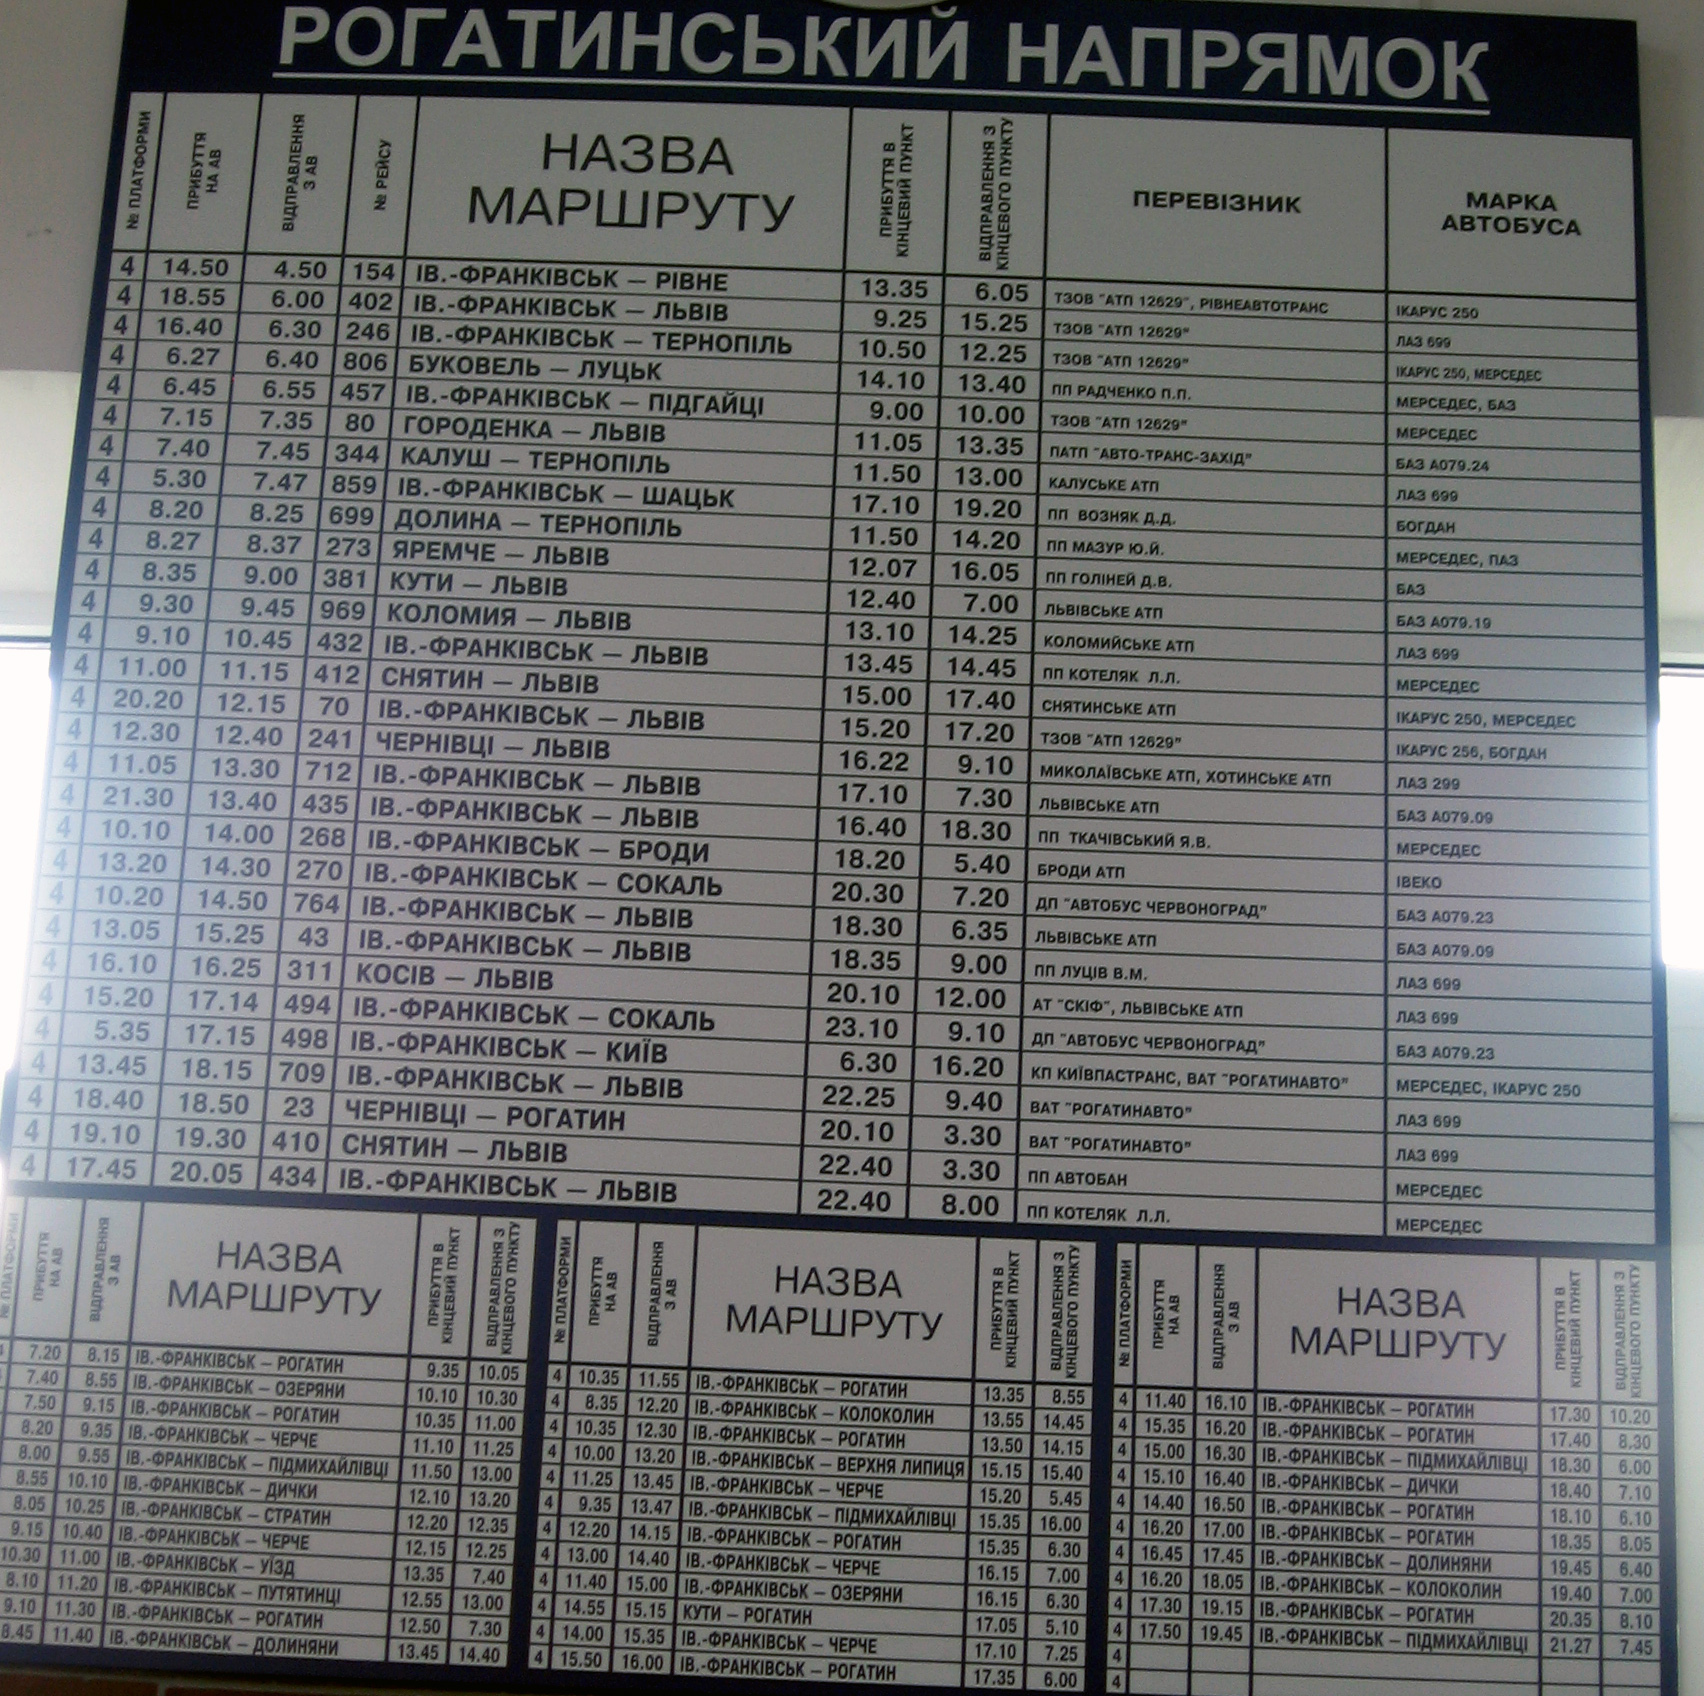 РОГАТИНСЬКИЙ НАПРЯМОК
№ ПЛАТФОРМИ ПРИБУТТЯ НА АВ ВІДПРАВЛЕННЯ З АВ № РЕЙСУ НАЗВА МАРШРУТУ ПРИБУТТЯ В КІНЦЕВИЙ ПУНКТ ВІДПРАВЛЕННЯ З КІНЦЕВОГО ПУНКТУ ПЕРЕВІЗНИК МАРКА АВТОБУСА
4 14.50 4.50 154 ІВ.-ФРАНКІВСЬК — РІВНЕ 13.35 6.05 ТЗОВ "АТП 12629", РІВНЕАВТОТРАНС ІКАРУС 250
4 18.55 6.00 402 ІВ.-ФРАНКІВСЬК — ЛЬВІВ 9.25 15.25 ТЗОВ "АТП 12629" ЛАЗ 699
4 16.40 6.30 246 ІВ.-ФРАНКІВСЬК — ТЕРНОПІЛЬ 10.50 12.25 ТЗОВ "АТП 12629" ІКАРУС 250, МЕРСЕДЕС
4 6.27 6.40 806 БУКОВЕЛЬ — ЛУЦЬК 14.10 13.40 ПП РАДЧЕНКО П.П. МЕРСЕДЕС, БАЗ
4 6.45 6.55 457 ІВ.-ФРАНКІВСЬК — ПІДГАЙЦІ 9.00 10.00 ТЗОВ "АТП 12629" МЕРСЕДЕС
4 7.15 7.35 80 ГОРОДЕНКА — ЛЬВІВ 11.05 13.35 ПАТП "АВТО-ТРАНС-ЗАХІД" БАЗ А079.24
4 7.40 7.45 344 КАЛУШ — ТЕРНОПІЛЬ 11.50 13.00 КАЛУСЬКЕ АТП ЛАЗ 699
4 5.30 7.47 859 ІВ.-ФРАНКІВСЬК — ШАЦЬК 17.10 19.20 ПП ВОЗНЯК Д.Д. БОГДАН
4 8.20 8.25 699 ДОЛИНА — ТЕРНОПІЛЬ 11.50 14.20 ПП МАЗУР Ю.Й. МЕРСЕДЕС, ПАЗ
4 8.27 8.37 273 ЯРЕМЧЕ — ЛЬВІВ 12.07 16.05 ПП ГОЛІНЕЙ Д.В. БАЗ
4 8.35 9.00 381 КУТИ — ЛЬВІВ 12.40 7.00 ЛЬВІВСЬКЕ АТП БАЗ А079.19
4 9.30 9.45 969 КОЛОМИЯ — ЛЬВІВ 13.10 14.25 КОЛОМИЙСЬКЕ АТП ЛАЗ 699
4 9.10 10.45 432 ІВ.-ФРАНКІВСЬК — ЛЬВІВ 13.45 14.45 ПП КОТЕЛЯК Л.Л. МЕРСЕДЕС
4 11.00 11.15 412 СНЯТИН — ЛЬВІВ 15.00 17.40 СНЯТИНСЬКЕ АТП ІКАРУС 250, МЕРСЕДЕС
4 20.20 12.15 70 ІВ.-ФРАНКІВСЬК — ЛЬВІВ 15.20 17.20 ТЗОВ "АТП 12629" ІКАРУС 256, БОГДАН
4 12.30 12.40 241 ЧЕРНІВЦІ — ЛЬВІВ 16.22 9.10 МИКОЛАЇВСЬКЕ АТП, ХОТИНСЬКЕ АТП ЛАЗ 299
4 11.05 13.30 712 ІВ.-ФРАНКІВСЬК — ЛЬВІВ 17.10 7.30 ЛЬВІВСЬКЕ АТП БАЗ А079.09
4 21.30 13.40 435 ІВ.-ФРАНКІВСЬК — ЛЬВІВ 16.40 18.30 ПП ТКАЧІВСЬКИЙ Я.В. МЕРСЕДЕС
4 10.10 14.00 268 ІВ.-ФРАНКІВСЬК — БРОДИ 18.20 5.40 БРОДИ АТП ІВЕКО
4 13.20 14.30 270 ІВ.-ФРАНКІВСЬК — СОКАЛЬ 20.30 7.20 ДП "АВТОБУС ЧЕРВОНОГРАД" БАЗ А079.23
4 10.20 14.50 764 ІВ.-ФРАНКІВСЬК — ЛЬВІВ 18.30 6.35 ЛЬВІВСЬКЕ АТП БАЗ А079.09
4 13.05 15.25 43 ІВ.-ФРАНКІВСЬК — ЛЬВІВ 18.35 9.00 ПП ЛУЦІВ В.М. ЛАЗ 699
4 16.10 16.25 311 КОСІВ — ЛЬВІВ 20.10 12.00 АТ "СКІФ", ЛЬВІВСЬКЕ АТП ЛАЗ 699
4 15.20 17.14 494 ІВ.-ФРАНКІВСЬК — СОКАЛЬ 23.10 9.10 ДП "АВТОБУС ЧЕРВОНОГРАД" БАЗ А079.23
4 5.35 17.15 498 ІВ.-ФРАНКІВСЬК — КИЇВ 6.30 16.20 КП КИЇВПАСТРАНС, ВАТ "РОГАТИНАВТО" МЕРСЕДЕС, ІКАРУС 250
4 13.45 18.15 709 ІВ.-ФРАНКІВСЬК — ЛЬВІВ 22.25 9.40 ВАТ "РОГАТИНАВТО" ЛАЗ 699
4 18.40 18.50 23 ЧЕРНІВЦІ — РОГАТИН 20.10 3.30 ВАТ "РОГАТИНАВТО" ЛАЗ 699
4 19.10 19.30 410 СНЯТИН — ЛЬВІВ 22.40 3.30 ПП АВТОБАН МЕРСЕДЕС
4 17.45 20.05 434 ІВ.-ФРАНКІВСЬК — ЛЬВІВ 22.40 8.00 ПП КОТЕЛЯК Л.Л. МЕРСЕДЕС
№ ПЛАТФОРМИ ПРИБУТТЯ НА АВ ВІДПРАВЛЕННЯ З АВ НАЗВА МАРШРУТУ ПРИБУТТЯ В КІНЦЕВИЙ ПУНКТ ВІДПРАВЛЕННЯ З КІНЦЕВОГО ПУНКТУ
7.20 8.15 ІВ.-ФРАНКІВСЬК — РОГАТИН 9.35 10.05
7.40 8.55 ІВ.-ФРАНКІВСЬК — ОЗЕРЯНИ 10.10 10.30
7.50 9.15 ІВ.-ФРАНКІВСЬК — РОГАТИН 10.35 11.00
8.20 9.35 ІВ.-ФРАНКІВСЬК — ЧЕРЧЕ 11.10 11.25
8.00 9.55 ІВ.-ФРАНКІВСЬК — ПІДМИХАЙЛІВЦІ 11.50 13.00
8.55 10.10 ІВ.-ФРАНКІВСЬК — ДИЧКИ 12.10 13.20
8.05 10.25 ІВ.-ФРАНКІВСЬК — СТРАТИН 12.20 12.35
9.15 10.40 ІВ.-ФРАНКІВСЬК — ЧЕРЧЕ 12.15 12.25
10.30 11.00 ІВ.-ФРАНКІВСЬК — УЇЗД 13.35 7.40
8.10 11.20 ІВ.-ФРАНКІВСЬК — ПУТЯТИНЦІ 12.55 13.00
9.10 11.30 ІВ.-ФРАНКІВСЬК — РОГАТИН 12.50 7.30
8.45 11.40 ІВ.-ФРАНКІВСЬК — ДОЛИНЯНИ 13.45 14.40
№ ПЛАТФОРМИ ПРИБУТТЯ НА АВ ВІДПРАВЛЕННЯ З АВ НАЗВА МАРШРУТУ ПРИБУТТЯ В КІНЦЕВИЙ ПУНКТ ВІДПРАВЛЕННЯ З КІНЦЕВОГО ПУНКТУ
4 10.35 11.55 ІВ.-ФРАНКІВСЬК — РОГАТИН 13.35 8.55
4 8.35 12.20 ІВ.-ФРАНКІВСЬК — КОЛОКОЛИН 13.55 14.45
4 10.35 12.30 ІВ.-ФРАНКІВСЬК — РОГАТИН 13.50 14.15
4 10.00 13.20 ІВ.-ФРАНКІВСЬК — ВЕРХНЯ ЛИПИЦЯ 15.15 15.40
4 11.25 13.45 ІВ.-ФРАНКІВСЬК — ЧЕРЧЕ 15.20 5.45
4 9.35 13.47 ІВ.-ФРАНКІВСЬК — ПІДМИХАЙЛІВЦІ 15.35 16.00
4 12.20 14.15 ІВ.-ФРАНКІВСЬК — РОГАТИН 15.35 6.30
4 13.00 14.40 ІВ.-ФРАНКІВСЬК — ЧЕРЧЕ 16.15 7.00
4 11.40 15.00 ІВ.-ФРАНКІВСЬК — ОЗЕРЯНИ 16.15 6.30
4 14.55 15.15 КУТИ — РОГАТИН 17.05 5.10
4 14.00 15.35 ІВ.-ФРАНКІВСЬК — ЧЕРЧЕ 17.10 7.25
4 15.50 16.00 ІВ.-ФРАНКІВСЬК — РОГАТИН 17.35 6.00
№ ПЛАТФОРМИ ПРИБУТТЯ НА АВ ВІДПРАВЛЕННЯ З АВ НАЗВА МАРШРУТУ ПРИБУТТЯ В КІНЦЕВИЙ ПУНКТ ВІДПРАВЛЕННЯ З КІНЦЕВОГО ПУНКТУ
4 11.40 16.10 ІВ.-ФРАНКІВСЬК — РОГАТИН 17.30 10.20
4 15.35 16.20 ІВ.-ФРАНКІВСЬК — РОГАТИН 17.40 8.30
4 15.00 16.30 ІВ.-ФРАНКІВСЬК — ПІДМИХАЙЛІВЦІ 18.30 6.00
4 15.10 16.40 ІВ.-ФРАНКІВСЬК — ДИЧКИ 18.40 7.10
4 14.40 16.50 ІВ.-ФРАНКІВСЬК — РОГАТИН 18.10 6.10
4 16.20 17.00 ІВ.-ФРАНКІВСЬК — РОГАТИН 18.35 8.05
4 16.45 17.45 ІВ.-ФРАНКІВСЬК — ДОЛИНЯНИ 19.45 6.40
4 16.20 18.05 ІВ.-ФРАНКІВСЬК — КОЛОКОЛИН 19.40 7.00
4 17.30 19.15 ІВ.-ФРАНКІВСЬК — РОГАТИН 20.35 8.10
4 17.50 19.45 ІВ.-ФРАНКІВСЬК — ПІДМИХАЙЛІВЦІ 21.27 7.45
4
4